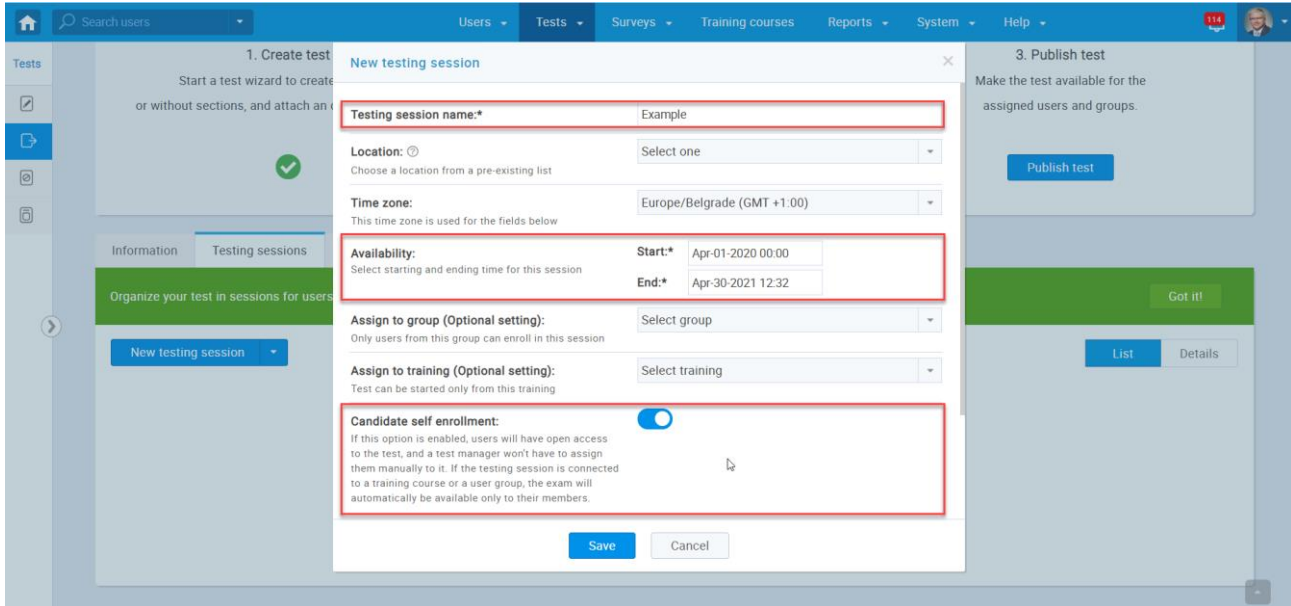 Search users
Users
Tests
Surveys
Training courses
Reports
System
Help
114
Tests
1. Create test
Start a test wizard to create
or without sections, and attach an
3. Publish test
Make the test available for the
assigned users and groups.
Publish test
Information
Testing sessions
Organize your test in sessions for users
Got it!
New testing session
List
Details
New testing session
Testing session name:*
Example
Location:
Select one
Choose a location from a pre-existing list
Time zone:
Europe/Belgrade (GMT +1:00)
This time zone is used for the fields below
Availability:
Start:* Apr-01-2020 00:00
Select starting and ending time for this session
End:* Apr-30-2021 12:32
Assign to group (Optional setting):
Select group
Only users from this group can enroll in this session
Assign to training (Optional setting):
Select training
Test can be started only from this training
Candidate self enrollment:
If this option is enabled, users will have open access
to the test, and a test manager won't have to assign
them manually to it. If the testing session is connected
to a training course or a user group, the exam will
automatically be available only to their members.
Save
Cancel